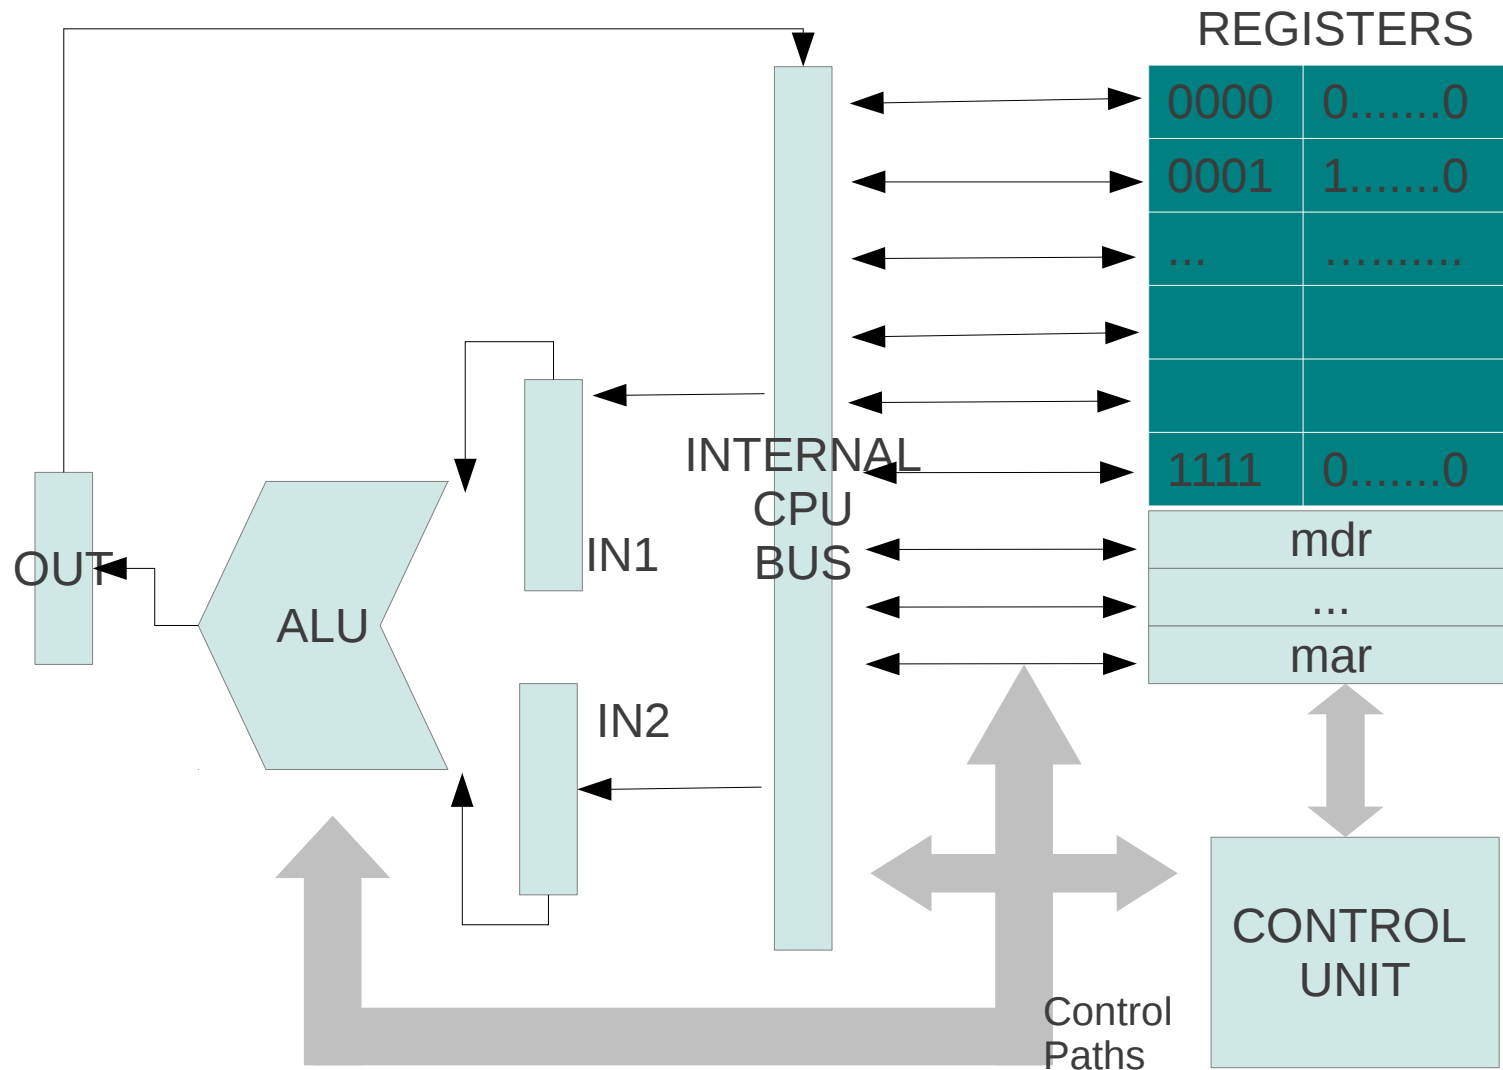 REGISTERS
0000 0.......0
0001 1.......0
... ..........
1111 0.......0
mdr
...
mar
INTERNAL
CPU
BUS
IN1
OUT
ALU
IN2
CONTROL
UNIT
Control
Paths